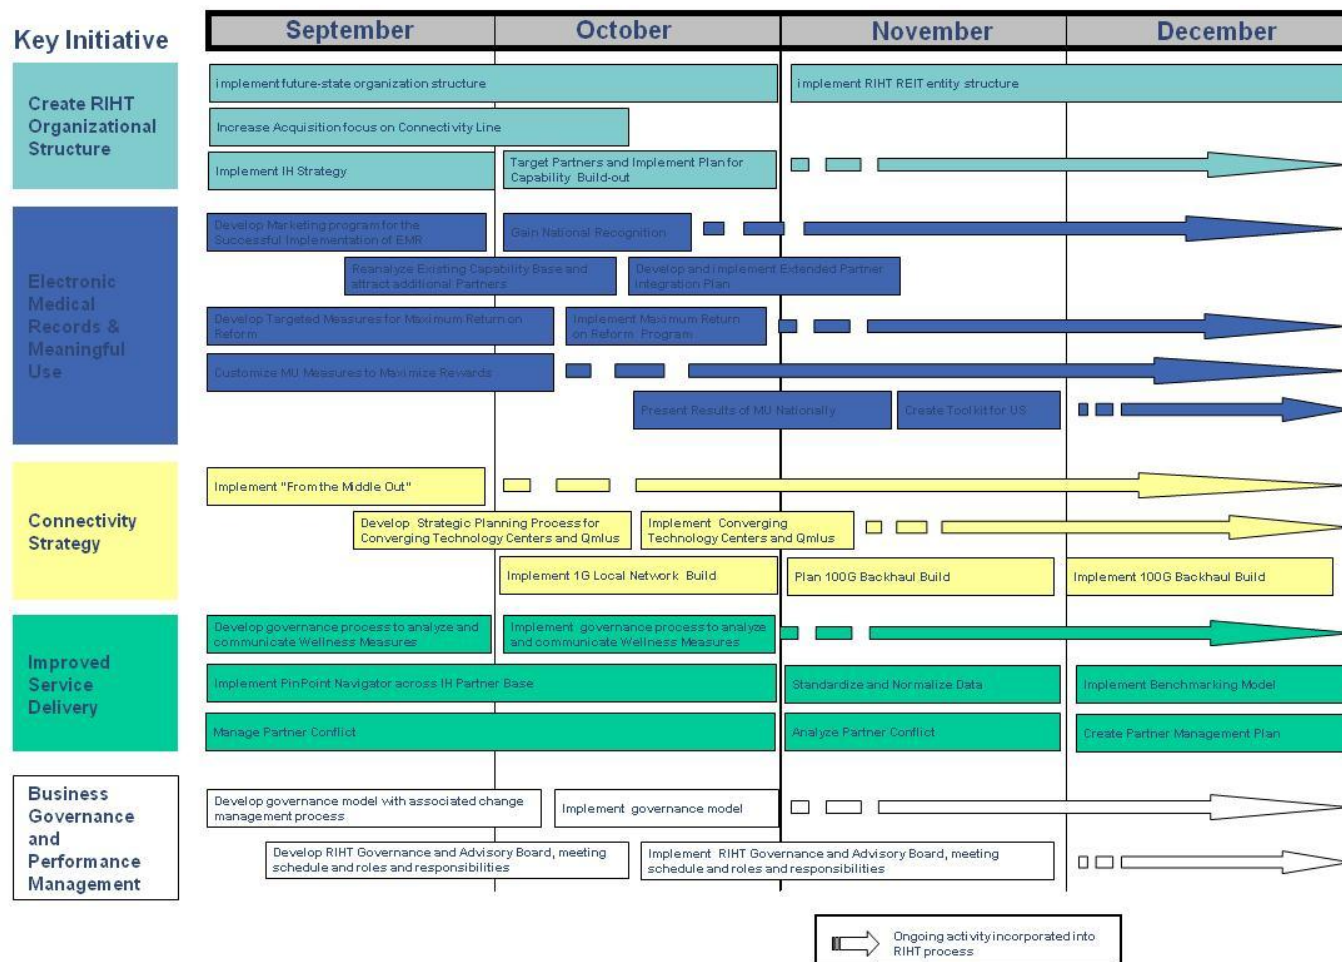 Key Initiative
September
October
November
December
Create RIHT
Organizational
Structure
implement future-state organization structure
implement RIHT REIT entity structure
Increase Acquisition focus on Connectivity Line
Implement IH Strategy
Target Partners and Implement Plan for
Capability Build-out
Electronic
Medical
Records &
Meaningful
Use
Develop Marketing program for the
Successful Implementation of EMR
Gain National Recognition
Reanalyze Existing Capability Base and
attract additional Partners
Develop and implement Extended Partner
integration Plan
Develop Targeted Measures for Maximum Return on
Reform
Implement Maximum Return
on Reform Program
Customize MU Measures to Maximize Rewards
Present Results of MU Nationally
Create Toolkit for US
Connectivity
Strategy
Implement "From the Middle Out"
Develop Strategic Planning Process for
Converging Technology Centers and Qmlus
Implement Converging
Technology Centers and Qmlus
Implement 1G Local Network Build
Plan 100G Backhaul Build
Implement 100G Backhaul Build
Improved
Service
Delivery
Develop governance process to analyze and
communicate Wellness Measures
Implement governance process to analyze
and communicate Wellness Measures
Implement PinPoint Navigator across IH Partner Base
Standardize and Normalize Data
Implement Benchmarking Model
Manage Partner Conflict
Analyze Partner Conflict
Create Partner Management Plan
Business
Governance
and
Performance
Management
Develop governance model with associated change
management process
Implement governance model
Develop RIHT Governance and Advisory Board, meeting
schedule and roles and responsibilities
Implement RIHT Governance and Advisory Board, meeting
schedule and roles and responsibilities
Ongoing activity incorporated into
RIHT process